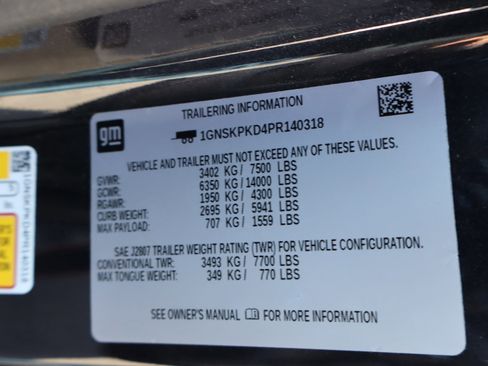 TRAILERING INFORMATION
gm
1GNSKPKD4PR140318
VEHICLE AND TRAILER MUST NOT EXCEED ANY OF THESE WEIGHTS.
GVWR: 3402 KG / 7500 LBS
GCWR: 6350 KG / 14000 LBS
RGAWR: 1950 KG / 4300 LBS
CURB WEIGHT: 2695 KG / 5941 LBS
MAX PAYLOAD: 707 KG / 1559 LBS
SAE J2807 TRAILER WEIGHT RATING (TWR) FOR VEHICLE CONFIGURATION.
CONVENTIONAL TWR: 3493 KG / 7700 LBS
MAX TONGUE WEIGHT: 349 KG / 770 LBS
SEE OWNER'S MANUAL FOR MORE INFORMATION
1GNSKPKD4PR140318